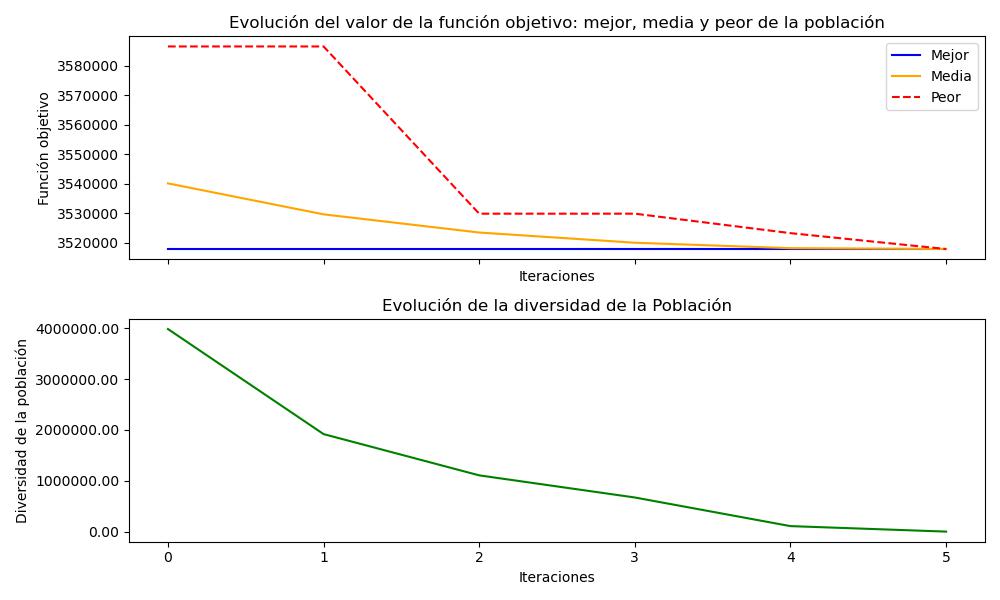 Evolución del valor de la función objetivo: mejor, media y peor de la población
Función objetivo
3580000
3570000
3560000
3550000
3540000
3530000
3520000
Mejor
Media
Peor
Iteraciones
Evolución de la diversidad de la Población
Diversidad de la población
4000000.00
3000000.00
2000000.00
1000000.00
0.00
0 1 2 3 4 5
Iteraciones